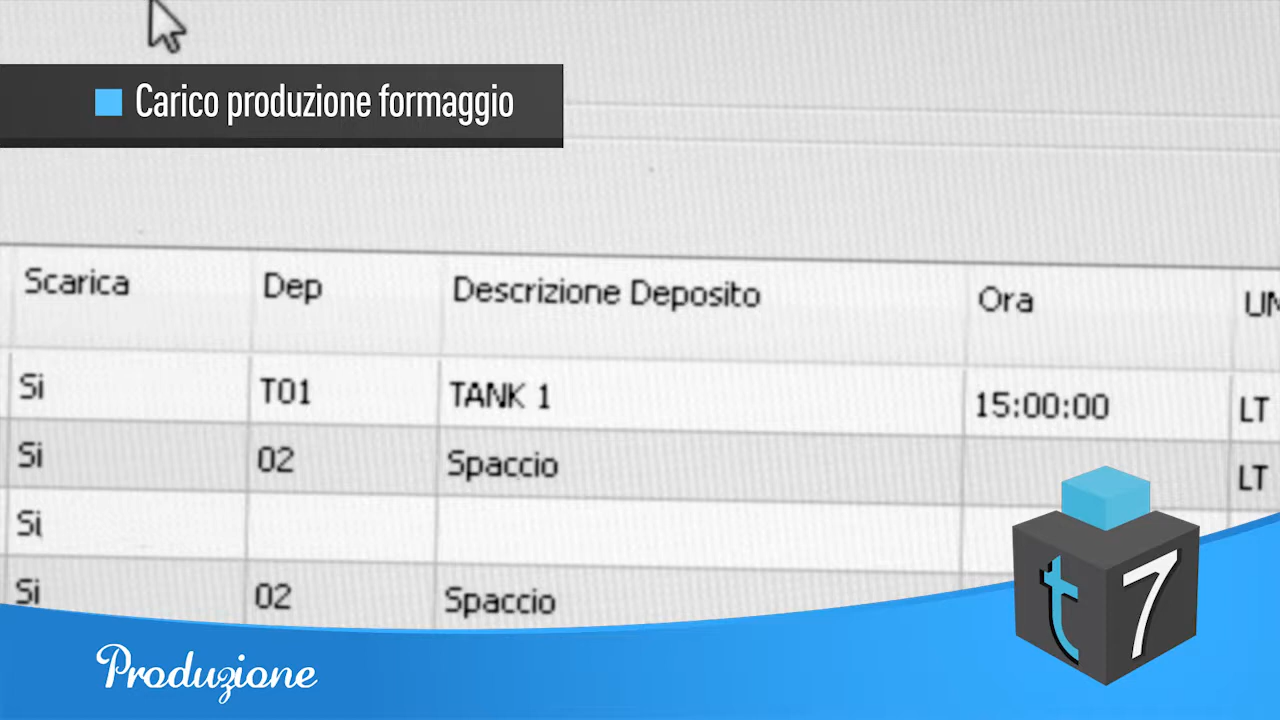 Carico produzione formaggio
Scarica Dep Descrizione Deposito Ora UM
Si T01 TANK 1 15:00:00 LT
Si 02 Spaccio LT
Si
Si 02 Spaccio
t 7
Produzione